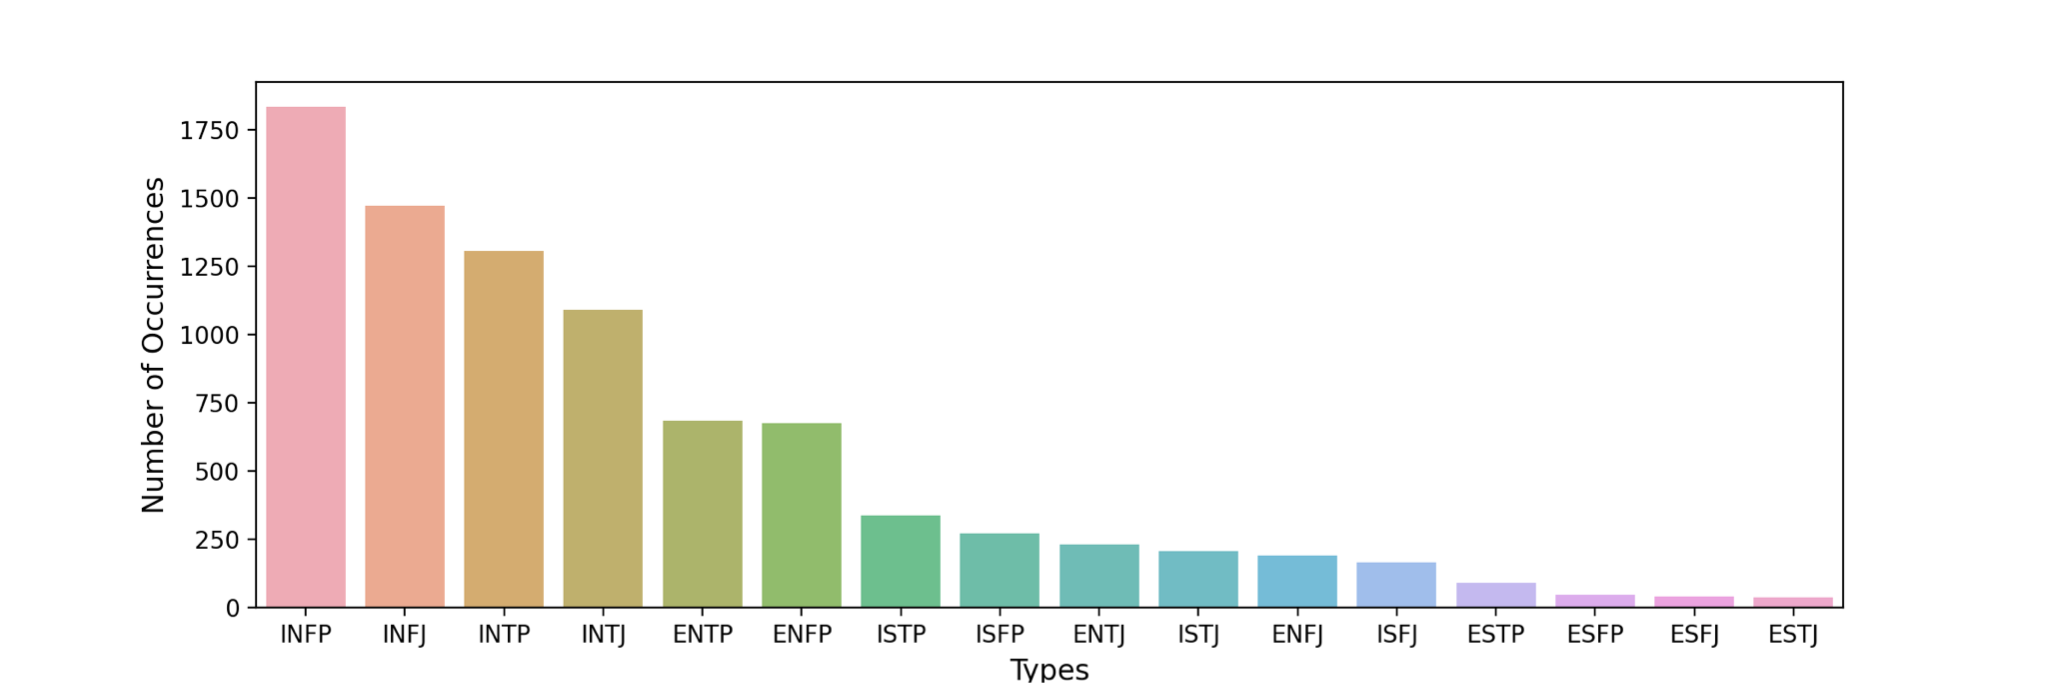 Number of Occurrences
1750
1500
1250
1000
750
500
250
0
INFP INFJ INTP INTJ ENTP ENFP ISTP ISFP ENTJ ISTJ ENFJ ISFJ ESTP ESFP ESFJ ESTJ
Types